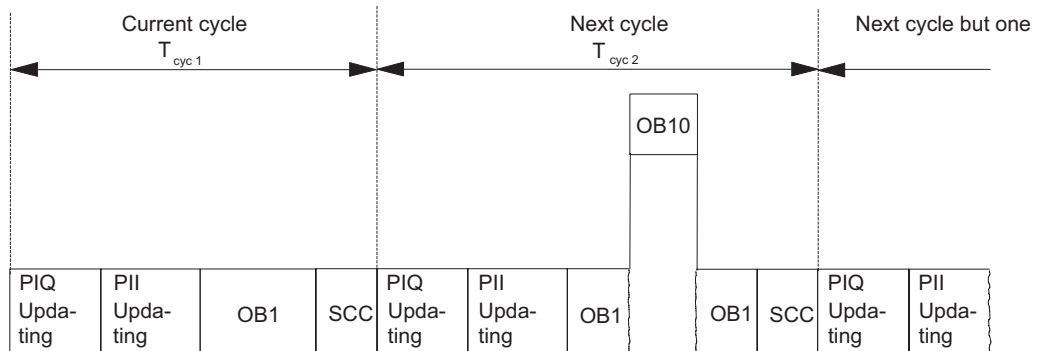 Current cycle
T cyc 1
Next cycle
T cyc 2
Next cycle but one
OB10
PIQ
Upda-
ting
PII
Upda-
ting
OB1
SCC
PIQ
Upda-
ting
PII
Upda-
ting
OB1
OB1
SCC
PIQ
Upda-
ting
PII
Upda-
ting